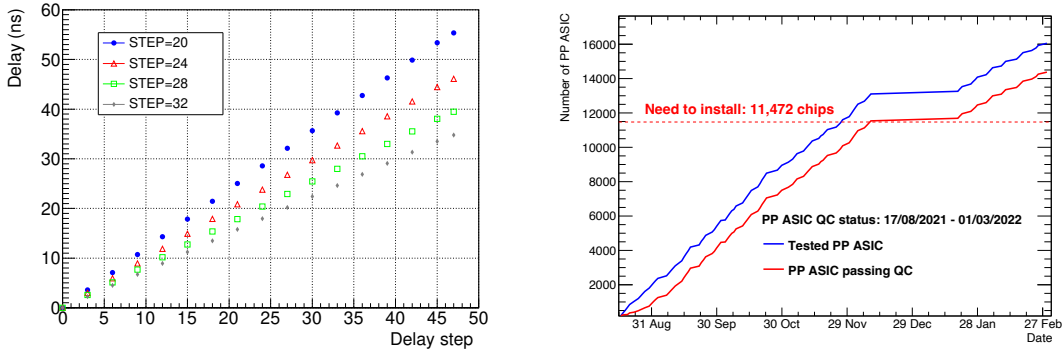 Delay (ns)
60
50
40
30
20
10
0
STEP=20
STEP=24
STEP=28
STEP=32
0 5 10 15 20 25 30 35 40 45 50
Delay step
Number of PP ASIC
16000
14000
12000
10000
8000
6000
4000
2000
Need to install: 11,472 chips
PP ASIC QC status: 17/08/2021 - 01/03/2022
Tested PP ASIC
PP ASIC passing QC
31 Aug 30 Sep 30 Oct 29 Nov 29 Dec 28 Jan 27 Feb
Date